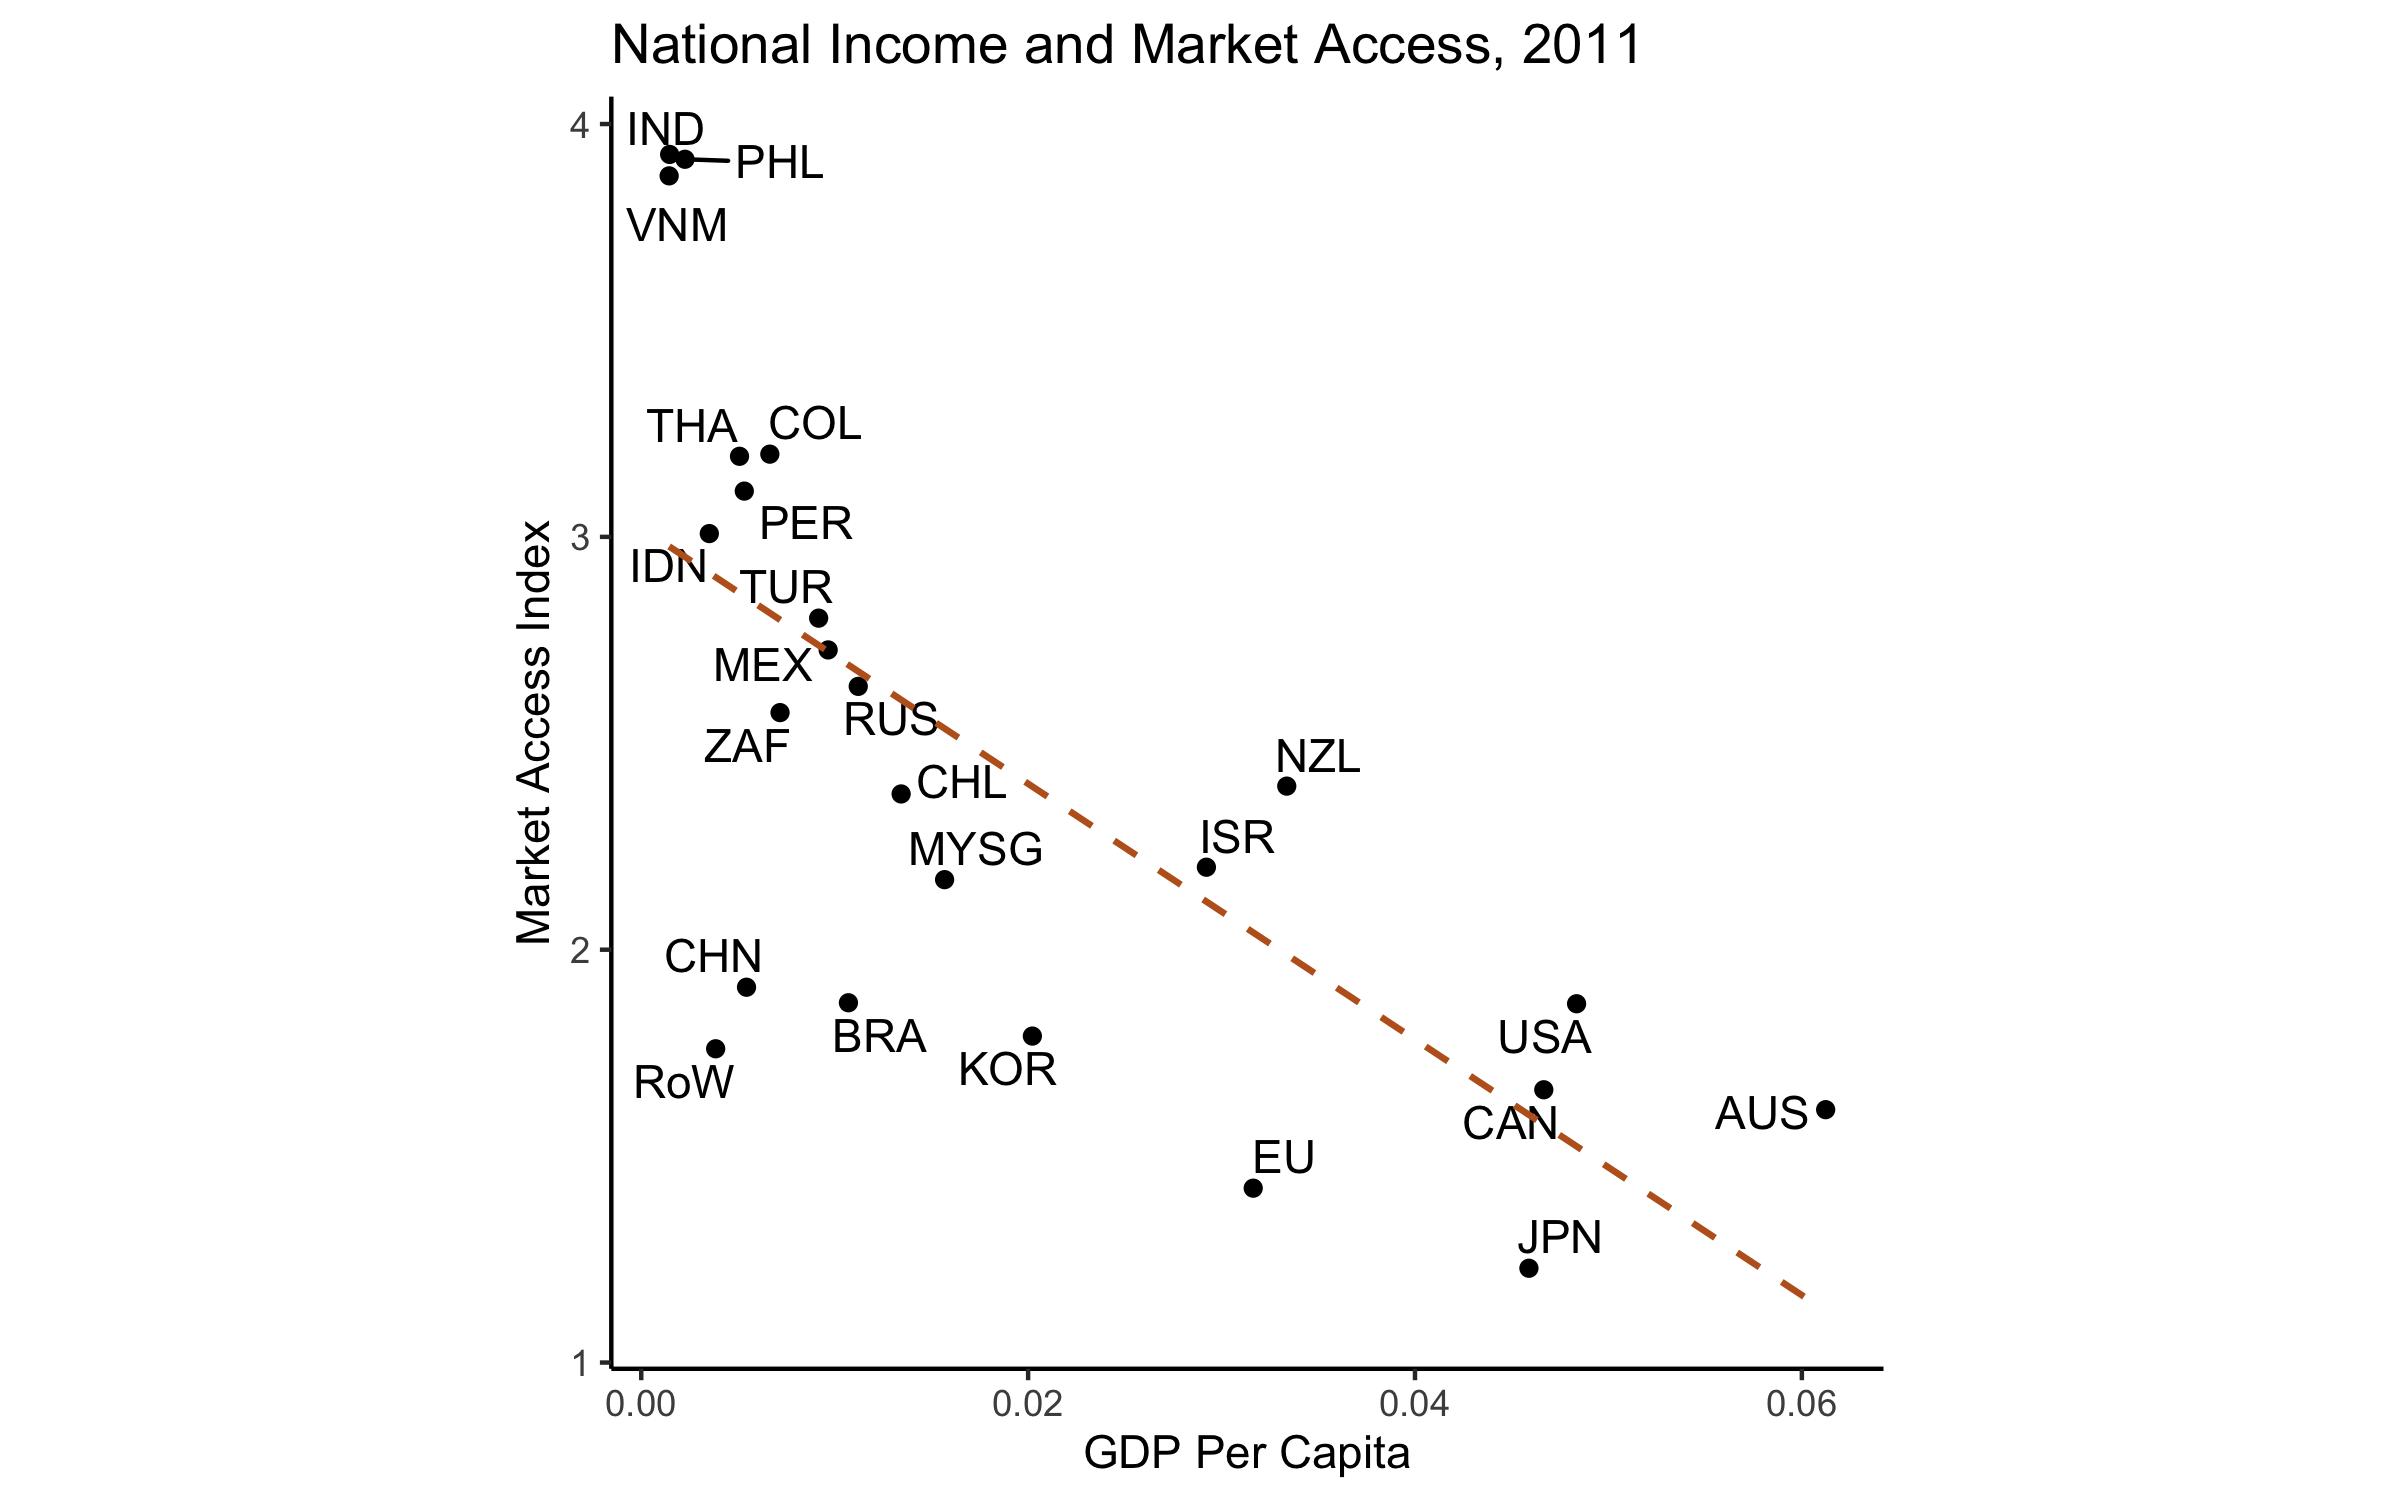 National Income and Market Access, 2011
4
IND
PHL
VNM
THA
COL
PER
3
IDN
TUR
MEX
RUS
ZAF
NZL
CHL
ISR
MYSG
2
CHN
USA
BRA
KOR
RoW
CAN
AUS
EU
JPN
1
Market Access Index
0.00 0.02 0.04 0.06
GDP Per Capita